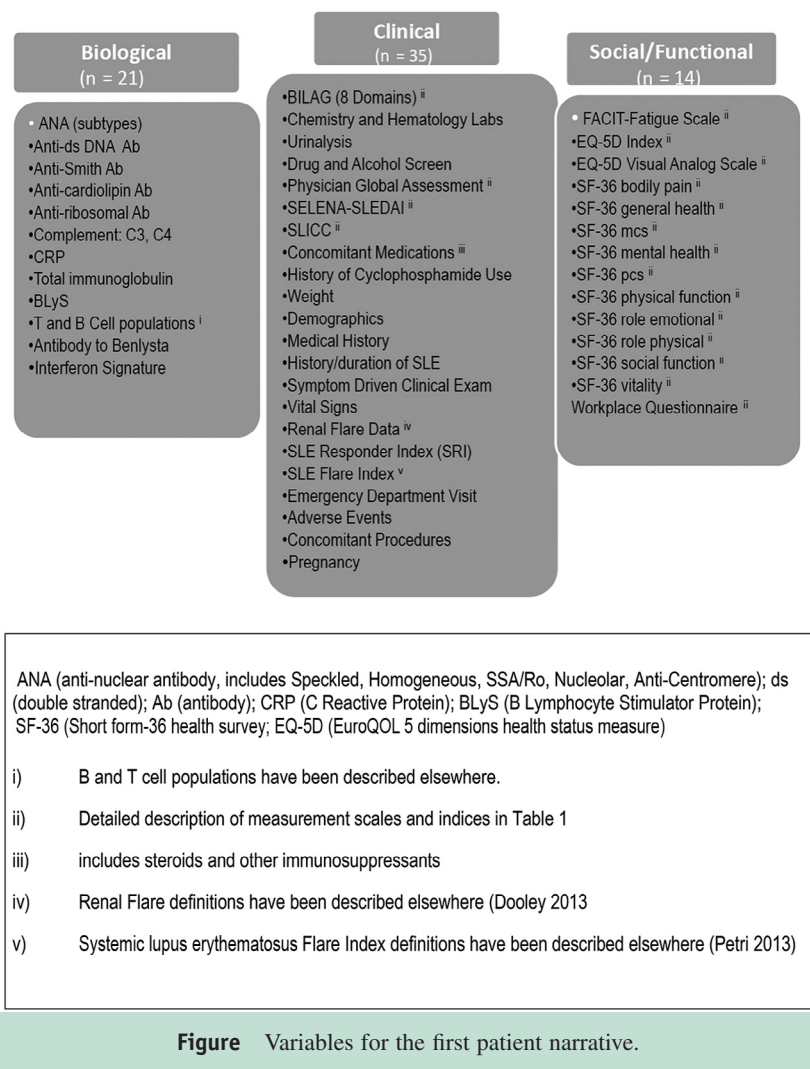 Biological
(n = 21)
• ANA (subtypes)
•Anti-ds DNA Ab
•Anti-Smith Ab
•Anti-cardiolipin Ab
•Anti-ribosomal Ab
•Complement: C3, C4
•CRP
•Total immunoglobulin
•BLyS
•T and B Cell populations i
•Antibody to Benlysta
•Interferon Signature
Clinical
(n = 35)
•BILAG (8 Domains) ii
•Chemistry and Hematology Labs
•Urinalysis
•Drug and Alcohol Screen
•Physician Global Assessment ii
•SELENA-SLEDAI ii
•SLICC ii
•Concomitant Medications iii
•History of Cyclophosphamide Use
•Weight
•Demographics
•Medical History
•History/duration of SLE
•Symptom Driven Clinical Exam
•Vital Signs
•Renal Flare Data iv
•SLE Responder Index (SRI)
•SLE Flare Index v
•Emergency Department Visit
•Adverse Events
•Concomitant Procedures
•Pregnancy
Social/Functional
(n = 14)
• FACIT-Fatigue Scale ii
•EQ-5D Index ii
•EQ-5D Visual Analog Scale ii
•SF-36 bodily pain ii
•SF-36 general health ii
•SF-36 mcs ii
•SF-36 mental health ii
•SF-36 pcs ii
•SF-36 physical function ii
•SF-36 role emotional ii
•SF-36 role physical ii
•SF-36 social function ii
•SF-36 vitality ii
Workplace Questionnaire ii
ANA (anti-nuclear antibody, includes Speckled, Homogeneous, SSA/Ro, Nucleolar, Anti-Centromere); ds
(double stranded); Ab (antibody); CRP (C Reactive Protein); BLyS (B Lymphocyte Stimulator Protein);
SF-36 (Short form-36 health survey; EQ-5D (EuroQOL 5 dimensions health status measure)
i) B and T cell populations have been described elsewhere.
ii) Detailed description of measurement scales and indices in Table 1
iii) includes steroids and other immunosuppressants
iv) Renal Flare definitions have been described elsewhere (Dooley 2013
v) Systemic lupus erythematosus Flare Index definitions have been described elsewhere (Petri 2013)
Figure Variables for the first patient narrative.